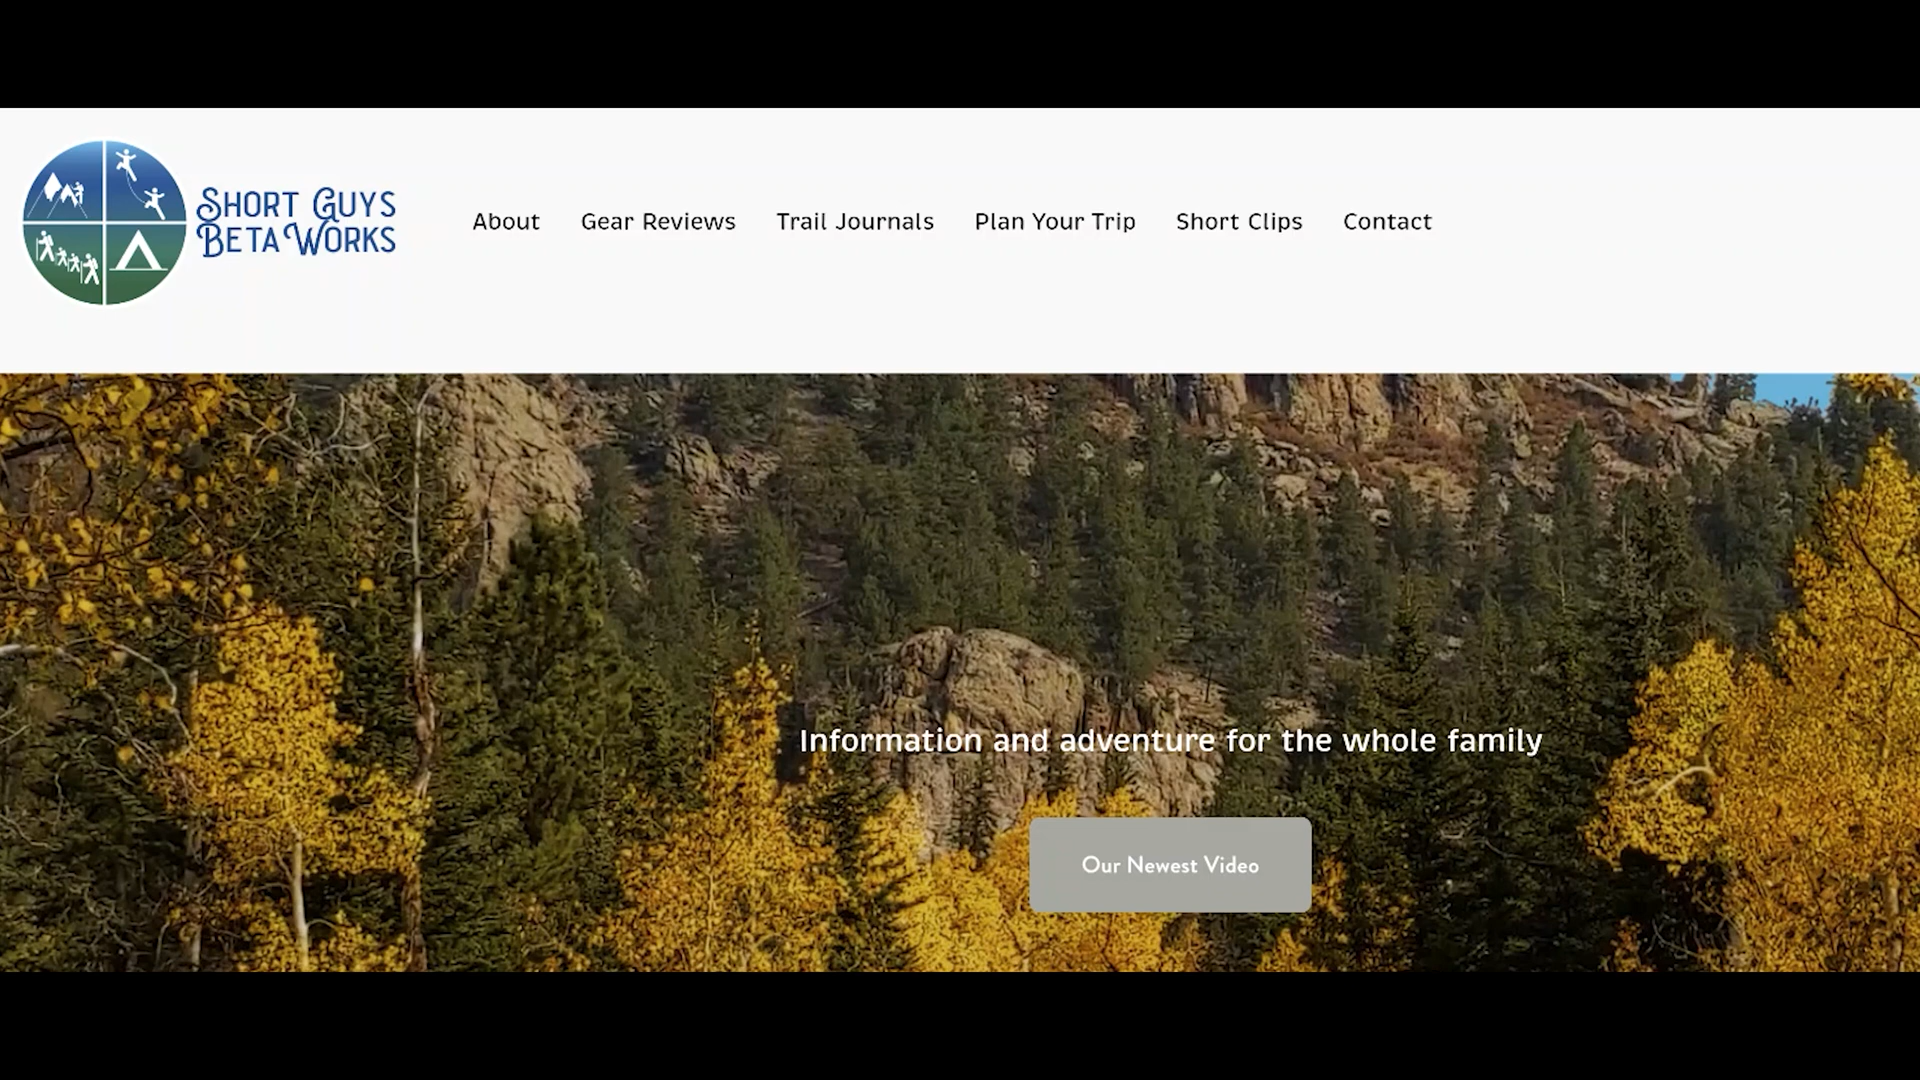 Short Guys
Beta Works
About
Gear Reviews
Trail Journals
Plan Your Trip
Short Clips
Contact
Information and adventure for the whole family
Our Newest Video